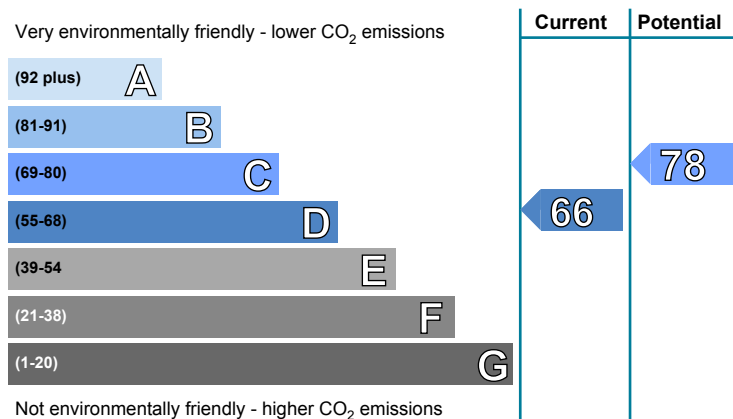 Current Potential
Very environmentally friendly - lower CO₂ emissions
(92 plus) A
(81-91) B
(69-80) C
78
(55-68) D
66
(39-54 E
(21-38) F
(1-20) G
Not environmentally friendly - higher CO₂ emissions